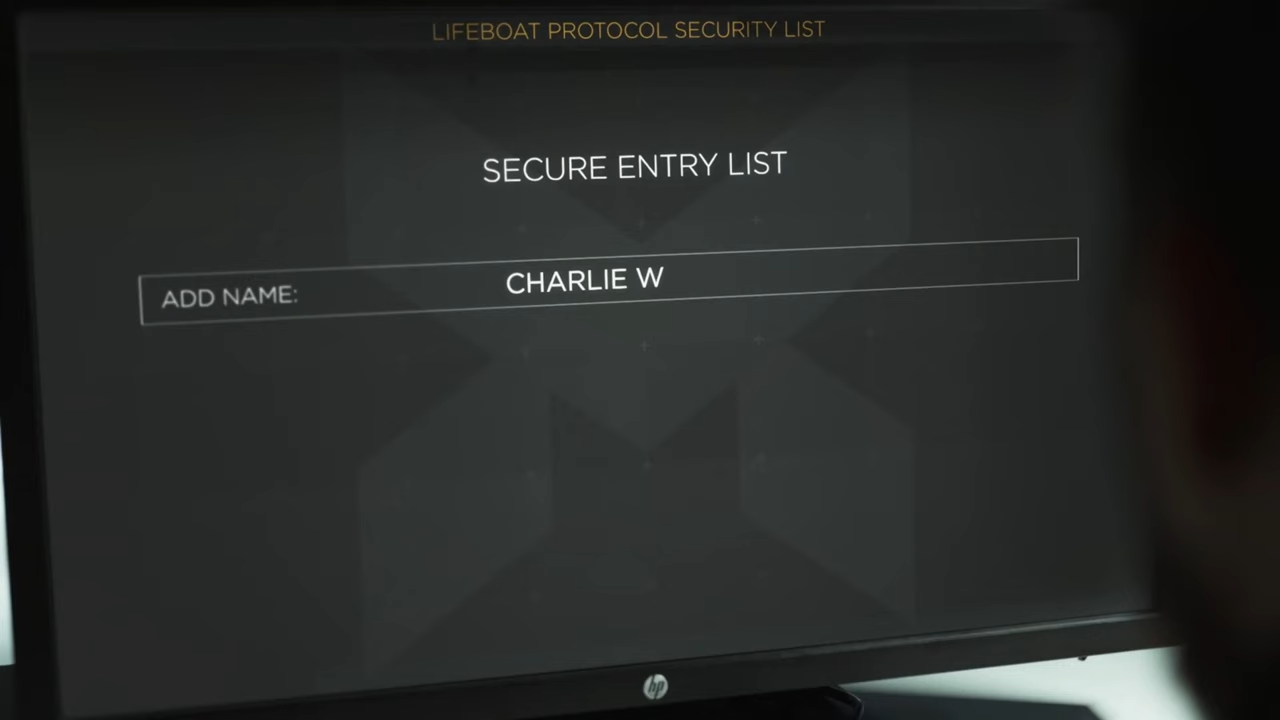 LIFEBOAT PROTOCOL SECURITY LIST
SECURE ENTRY LIST
ADD NAME: CHARLIE W
hp